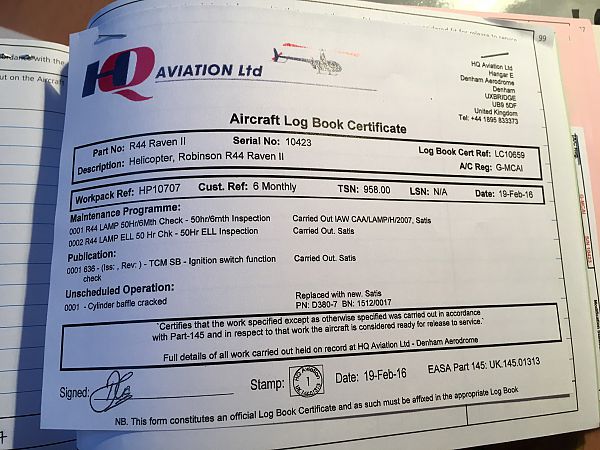 99
HQ AVIATION Ltd
HQ Aviation Ltd
Hangar E
Denham Aerodrome
Denham
UXBRIDGE
UB9 5DF
United Kingdom
Tel: +44 1895 833373
Aircraft Log Book Certificate
Part No: R44 Raven II Serial No: 10423 Log Book Cert Ref: LC10659
Description: Helicopter, Robinson R44 Raven II A/C Reg: G-MCAI
Workpack Ref: HP10707 Cust. Ref: 6 Monthly TSN: 958.00 LSN: N/A Date: 19-Feb-16
Maintenance Programme:
0001 R44 LAMP 50Hr/6Mth Check - 50hr/6mth Inspection Carried Out IAW CAA/LAMP/H/2007, Satis
0002 R44 LAMP ELL 50 Hr Chk - 50Hr ELL Inspection Carried Out. Satis
Publication:
0001 636 - (Iss: , Rev: ) - TCM SB - Ignition switch function Carried Out. Satis
check
Unscheduled Operation:
0001 - Cylinder baffle cracked Replaced with new. Satis
PN: D380-7 BN: 1512/0017
`Certifies that the work specified except as otherwise specified was carried out in accordance
with Part-145 and in respect to that work the aircraft is considered ready for release to service.`
Full details of all work carried out held on record at HQ Aviation Ltd - Denham Aerodrome
Signed: Stamp: HQ Aviation 1 Date: 19-Feb-16 EASA Part 145: UK.145.01313
NB. This form constitutes an official Log Book Certificate and as such must be affixed in the appropriate Log Book